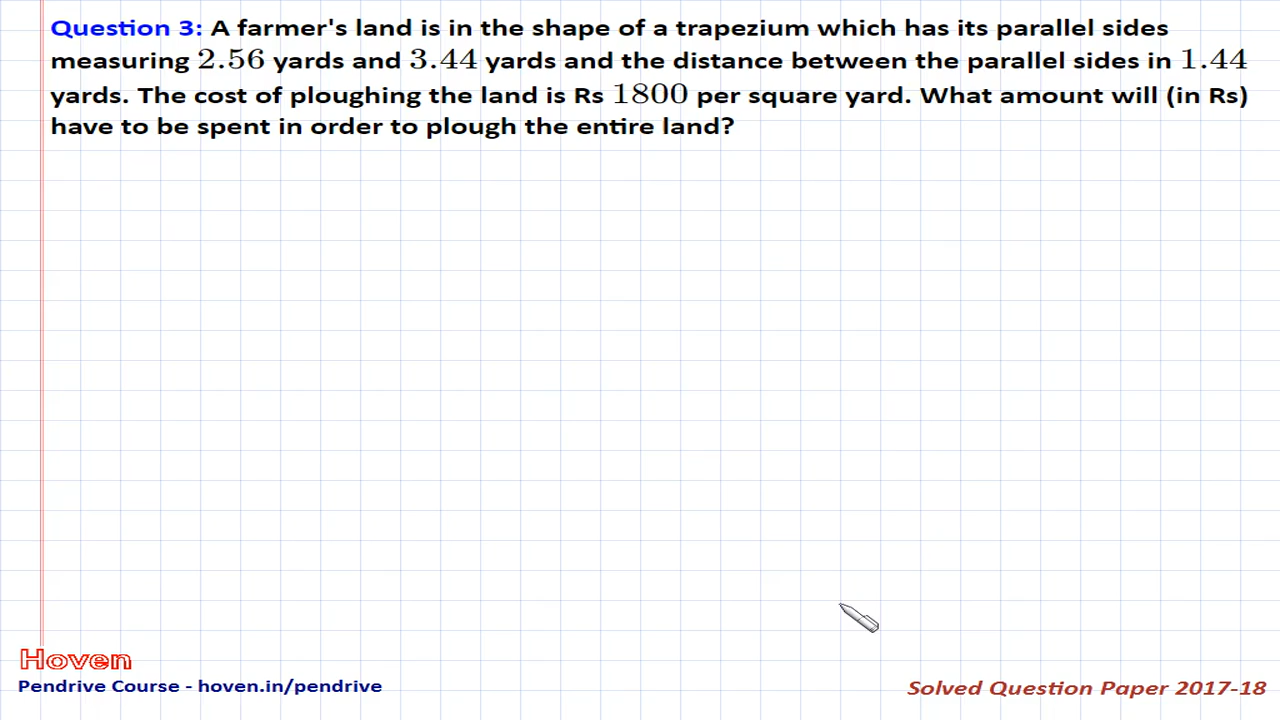 Question 3: A farmer's land is in the shape of a trapezium which has its parallel sides
measuring 2.56 yards and 3.44 yards and the distance between the parallel sides in 1.44
yards. The cost of ploughing the land is Rs 1800 per square yard. What amount will (in Rs)
have to be spent in order to plough the entire land?
Hoven
Pendrive Course - hoven.in/pendrive
Solved Question Paper 2017-18